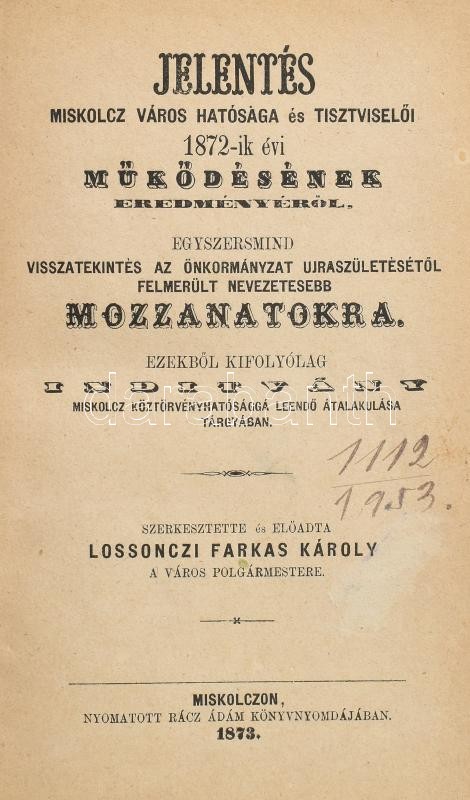 JELENTÉS
MISKOLCZ VÁROS HATÓSÁGA és TISZTVISELŐI
1872-ik évi
MŰKŐDÉSÉNEK
EREDMÉNYÉRŐL,
EGYSZERSMIND
VISSZATEKINTÉS AZ ÖNKORMÁNYZAT UJRASZÜLETÉSÉTŐL
FELMERÜLT NEVEZETESEBB
MOZZANATOKRA.
EZEKBŐL KIFOLYÓLAG
INDITVÁNY
MISKOLCZ KÖZTÖRVÉNYHATÓSÁGGÁ LEENDŐ ÁTALAKULÁSA
TÁRGYÁBAN.
1112
1953.
SZERKESZTETTE és ELŐADTA
LOSSONCZI FARKAS KÁROLY
A VÁROS POLGÁRMESTERE.
MISKOLCZON,
NYOMATOTT RÁCZ ÁDÁM KÖNYVNYOMDÁJÁBAN.
1873.
darabanth